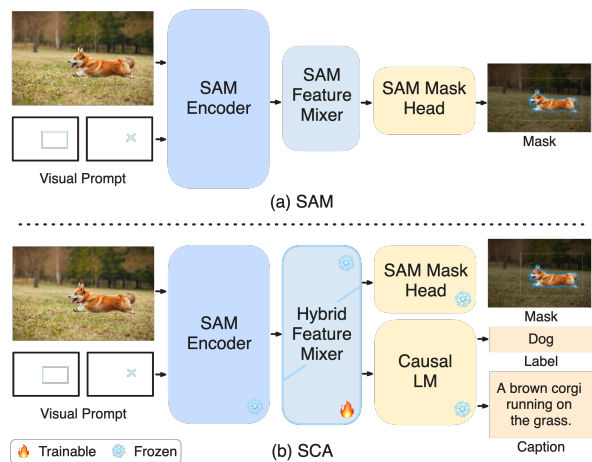 SAM
Encoder
SAM
Feature
Mixer
SAM Mask
Head
Mask
Visual Prompt
(a) SAM
SAM
Encoder
Hybrid
Feature
Mixer
SAM Mask
Head
Mask
Causal
LM
Dog
Label
A brown corgi
running on
the grass.
Caption
Visual Prompt
Trainable
Frozen
(b) SCA